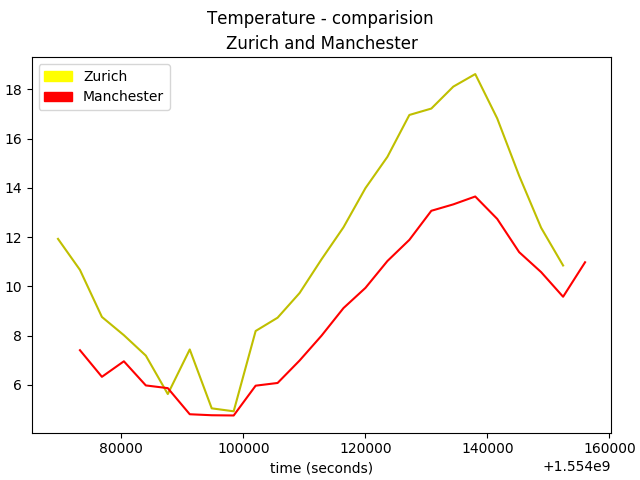 Temperature - comparision
Zurich and Manchester
Zurich
Manchester
18
16
14
12
10
8
6
80000 100000 120000 140000 160000
time (seconds)
+1.554e9